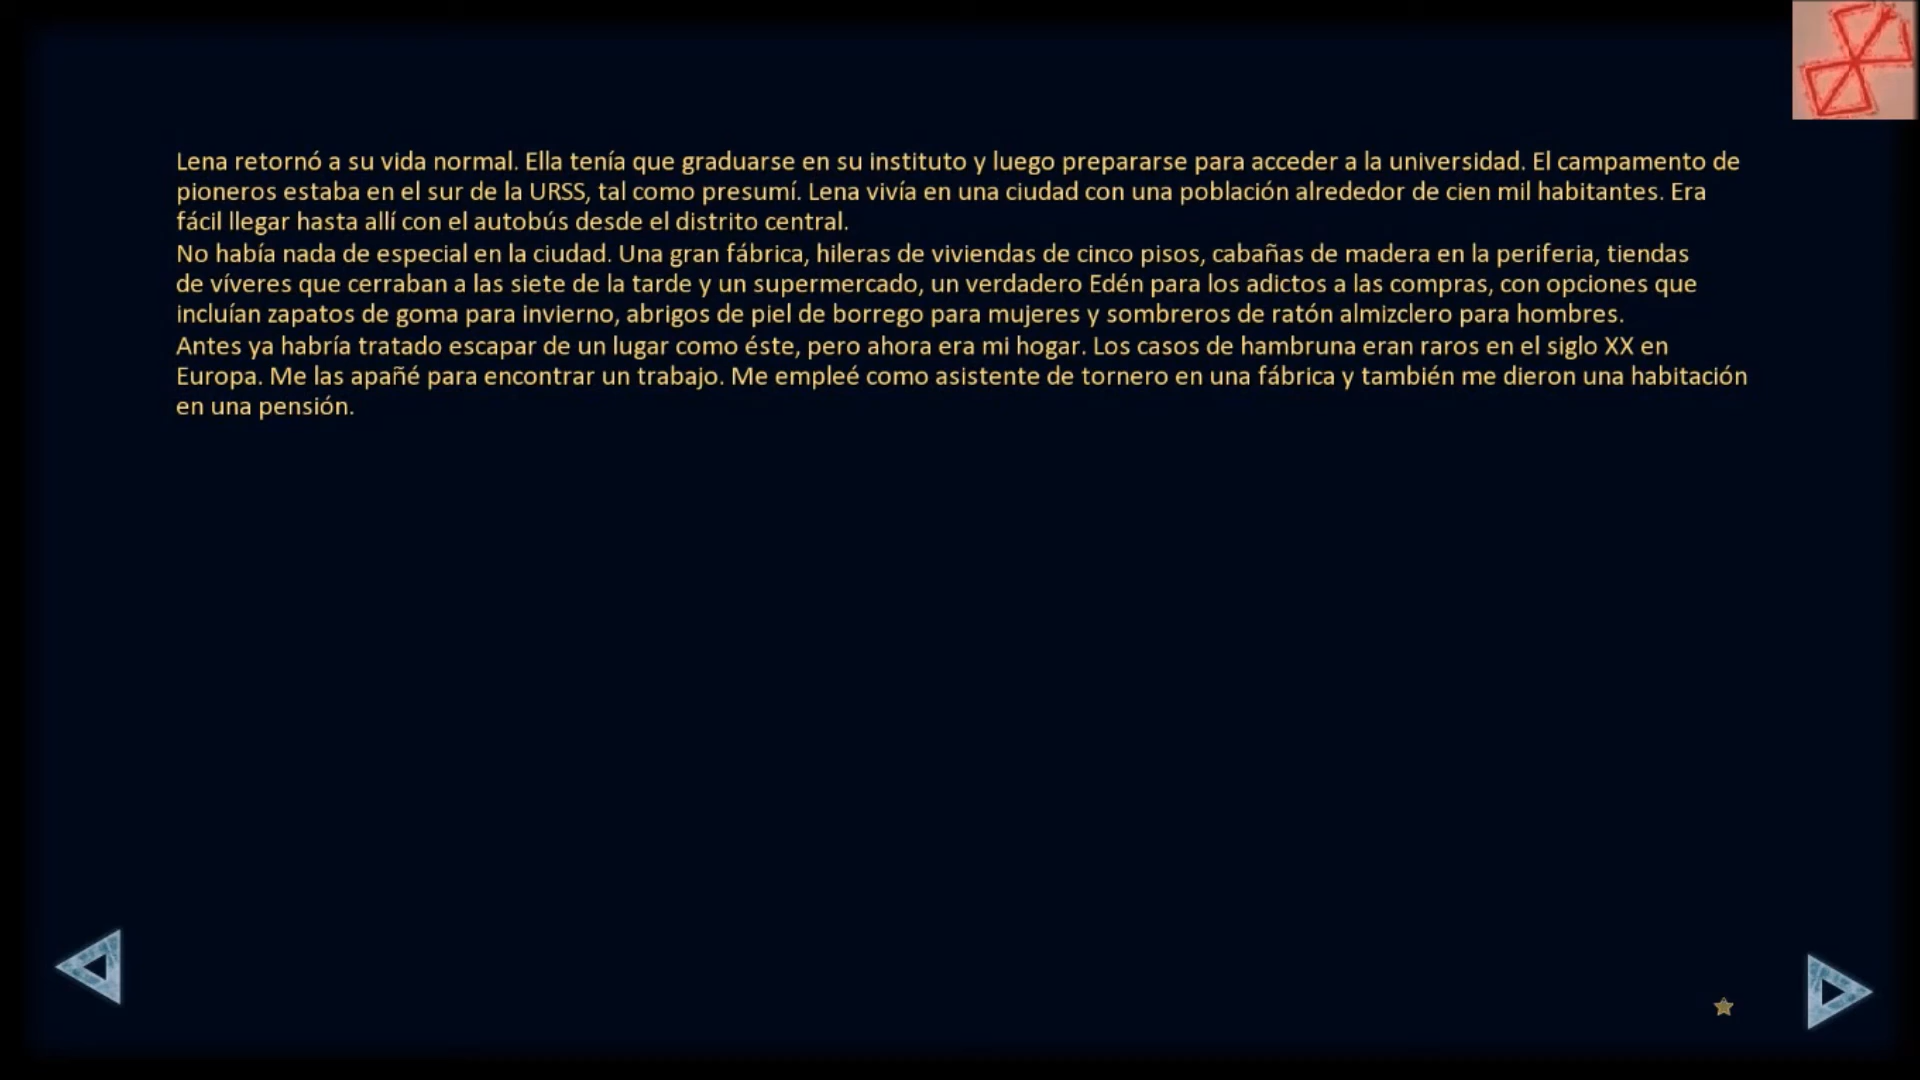 Lena retornó a su vida normal. Ella tenía que graduarse en su instituto y luego prepararse para acceder a la universidad. El campamento de
pioneros estaba en el sur de la URSS, tal como presumí. Lena vivía en una ciudad con una población alrededor de cien mil habitantes. Era
fácil llegar hasta allí con el autobús desde el distrito central.
No había nada de especial en la ciudad. Una gran fábrica, hileras de viviendas de cinco pisos, cabañas de madera en la periferia, tiendas
de víveres que cerraban a las siete de la tarde y un supermercado, un verdadero Edén para los adictos a las compras, con opciones que
incluían zapatos de goma para invierno, abrigos de piel de borrego para mujeres y sombreros de ratón almizclero para hombres.
Antes ya habría tratado escapar de un lugar como éste, pero ahora era mi hogar. Los casos de hambruna eran raros en el siglo XX en
Europa. Me las apañé para encontrar un trabajo. Me empleé como asistente de tornero en una fábrica y también me dieron una habitación
en una pensión.